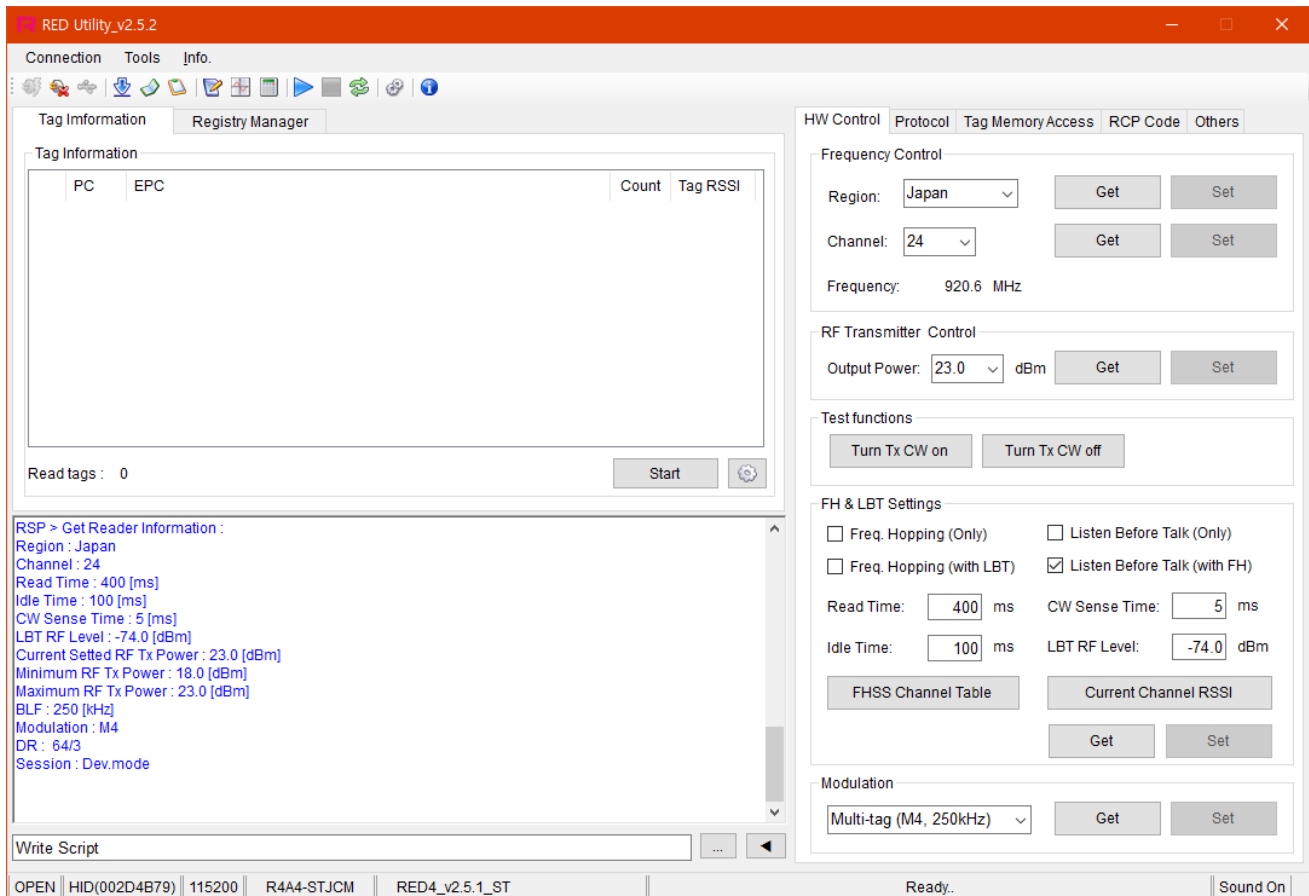 RED Utility_v2.5.2
Connection Tools Info.
Tag Imformation Registry Manager
Tag Information
PC EPC Count Tag RSSI
Read tags : 0 Start
RSP > Get Reader Information :
Region : Japan
Channel : 24
Read Time : 400 [ms]
Idle Time : 100 [ms]
CW Sense Time : 5 [ms]
LBT RF Level : -74.0 [dBm]
Current Setted RF Tx Power : 23.0 [dBm]
Minimum RF Tx Power : 18.0 [dBm]
Maximum RF Tx Power : 23.0 [dBm]
BLF : 250 [kHz]
Modulation : M4
DR : 64/3
Session : Dev.mode
Write Script ...
HW Control Protocol Tag Memory Access RCP Code Others
Frequency Control
Region: Japan Get Set
Channel: 24 Get Set
Frequency: 920.6 MHz
RF Transmitter Control
Output Power: 23.0 dBm Get Set
Test functions
Turn Tx CW on Turn Tx CW off
FH & LBT Settings
Freq. Hopping (Only) Listen Before Talk (Only)
Freq. Hopping (with LBT) Listen Before Talk (with FH)
Read Time: 400 ms CW Sense Time: 5 ms
Idle Time: 100 ms LBT RF Level: -74.0 dBm
FHSS Channel Table Current Channel RSSI
Get Set
Modulation
Multi-tag (M4, 250kHz) Get Set
OPEN HID(002D4B79) 115200 R4A4-STJCM RED4_v2.5.1_ST Ready.. Sound On